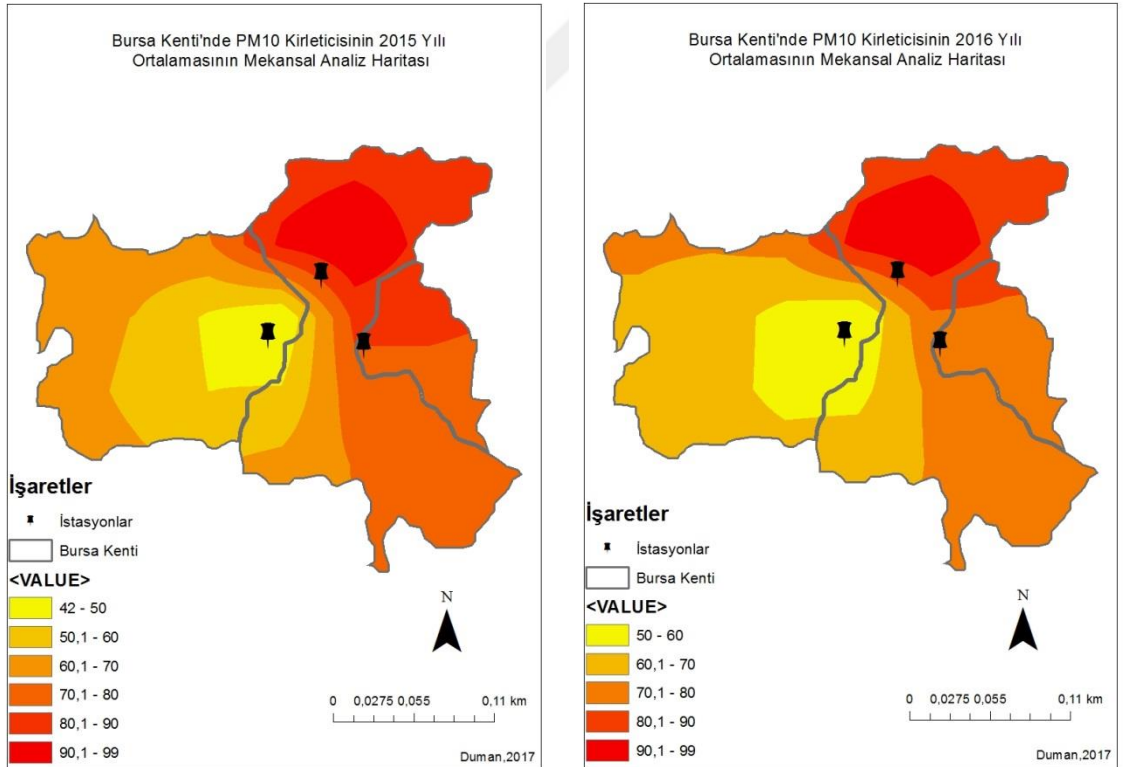 Bursa Kenti'nde PM10 Kirleticisinin 2015 Yılı
Ortalamasının Mekansal Analiz Haritası
İşaretler
İstasyonlar
Bursa Kenti
<VALUE>
42 - 50
50,1 - 60
60,1 - 70
70,1 - 80
80,1 - 90
90,1 - 99
N
0 0,0275 0,055 0,11 km
Duman,2017
Bursa Kenti'nde PM10 Kirleticisinin 2016 Yılı
Ortalamasının Mekansal Analiz Haritası
İşaretler
İstasyonlar
Bursa Kenti
<VALUE>
50 - 60
60,1 - 70
70,1 - 80
80,1 - 90
90,1 - 99
N
0 0,0275 0,055 0,11 km
Duman,2017